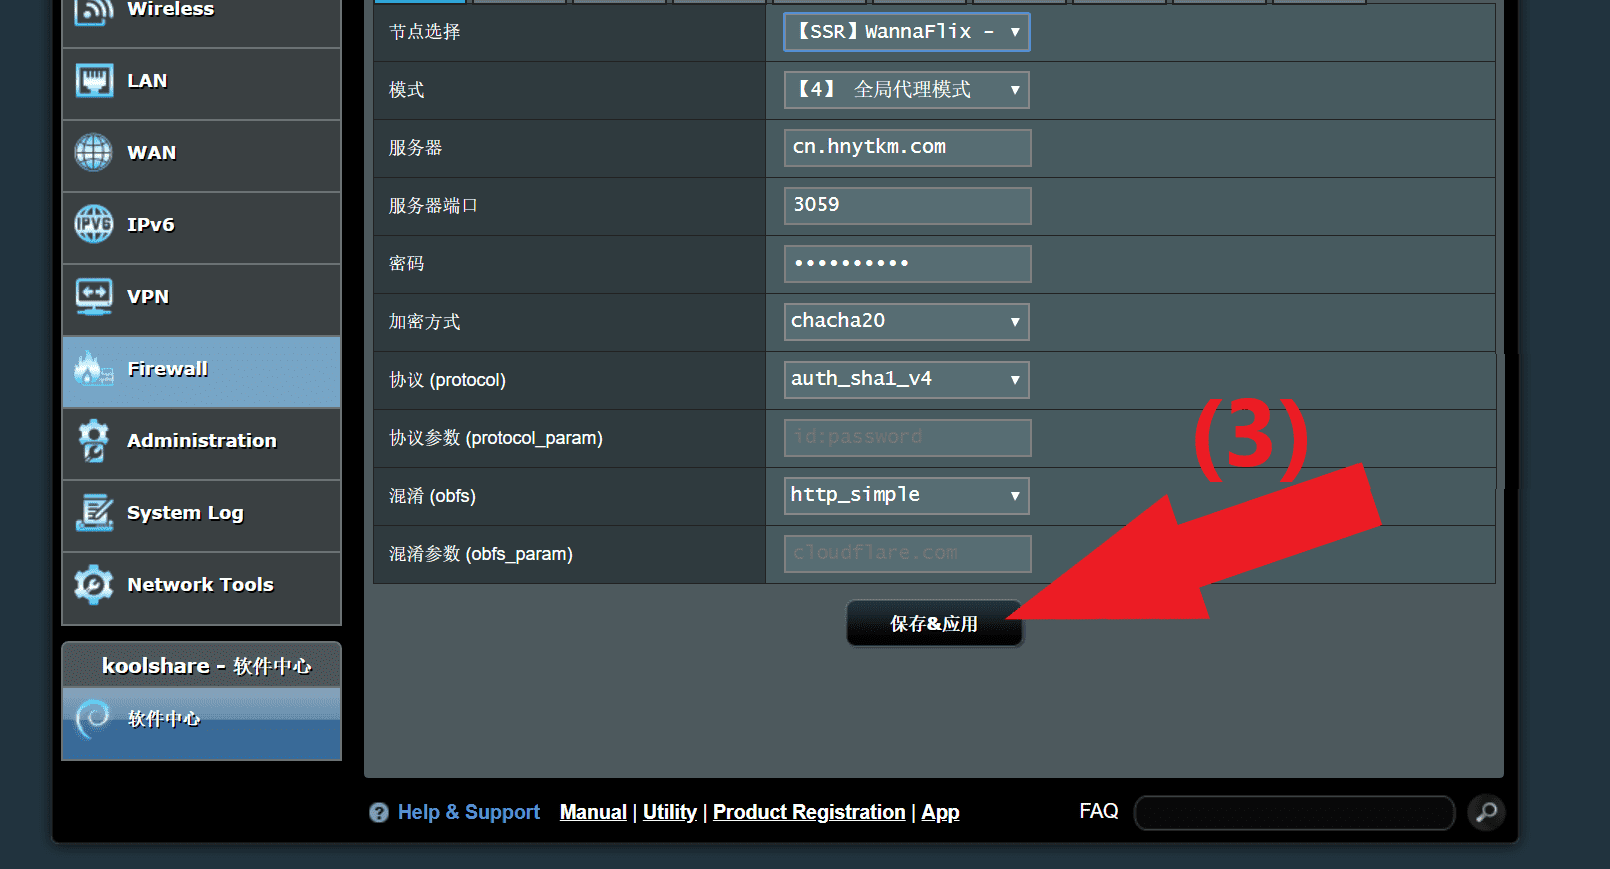 Wireless
LAN
WAN
IPv6
VPN
Firewall
Administration
System Log
Network Tools
koolshare - 软件中心
软件中心
节点选择 【SSR】WannaFlix -
模式 【4】 全局代理模式
服务器 cn.hnytkm.com
服务器端口 3059
密码 ••••••••••
加密方式 chacha20
协议 (protocol) auth_sha1_v4
协议参数 (protocol_param) id:password
混淆 (obfs) http_simple
混淆参数 (obfs_param) cloudflare.com
(3)
保存&应用
Help & Support Manual | Utility | Product Registration | App FAQ